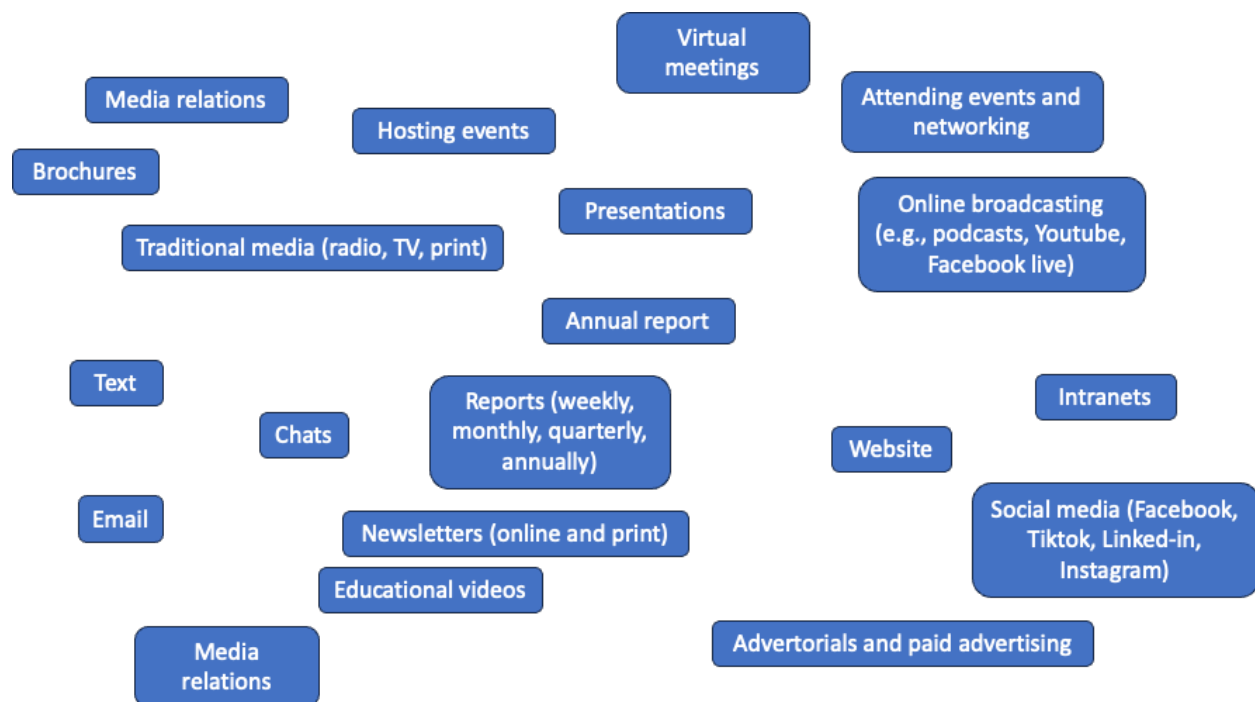 Virtual
meetings
Media relations
Attending events and
networking
Hosting events
Brochures
Presentations
Online broadcasting
(e.g., podcasts, Youtube,
Facebook live)
Traditional media (radio, TV, print)
Annual report
Text
Reports (weekly,
monthly, quarterly,
annually)
Intranets
Chats
Website
Email
Newsletters (online and print)
Social media (Facebook,
Tiktok, Linked-in,
Instagram)
Educational videos
Advertorials and paid advertising
Media
relations